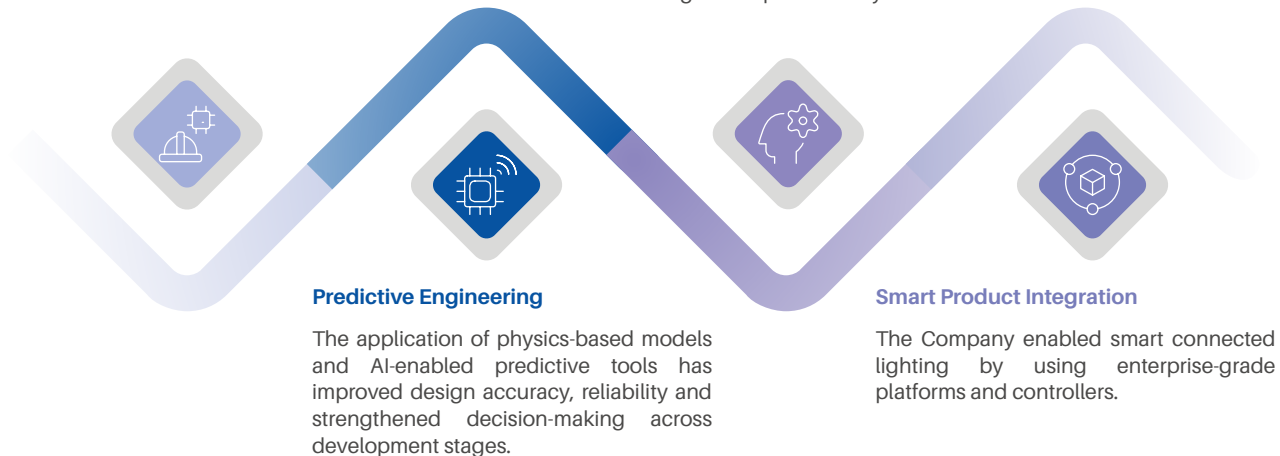 Predictive Engineering
The application of physics-based models
and AI-enabled predictive tools has
improved design accuracy, reliability and
strengthened decision-making across
development stages.
Smart Product Integration
The Company enabled smart connected
lighting by using enterprise-grade
platforms and controllers.